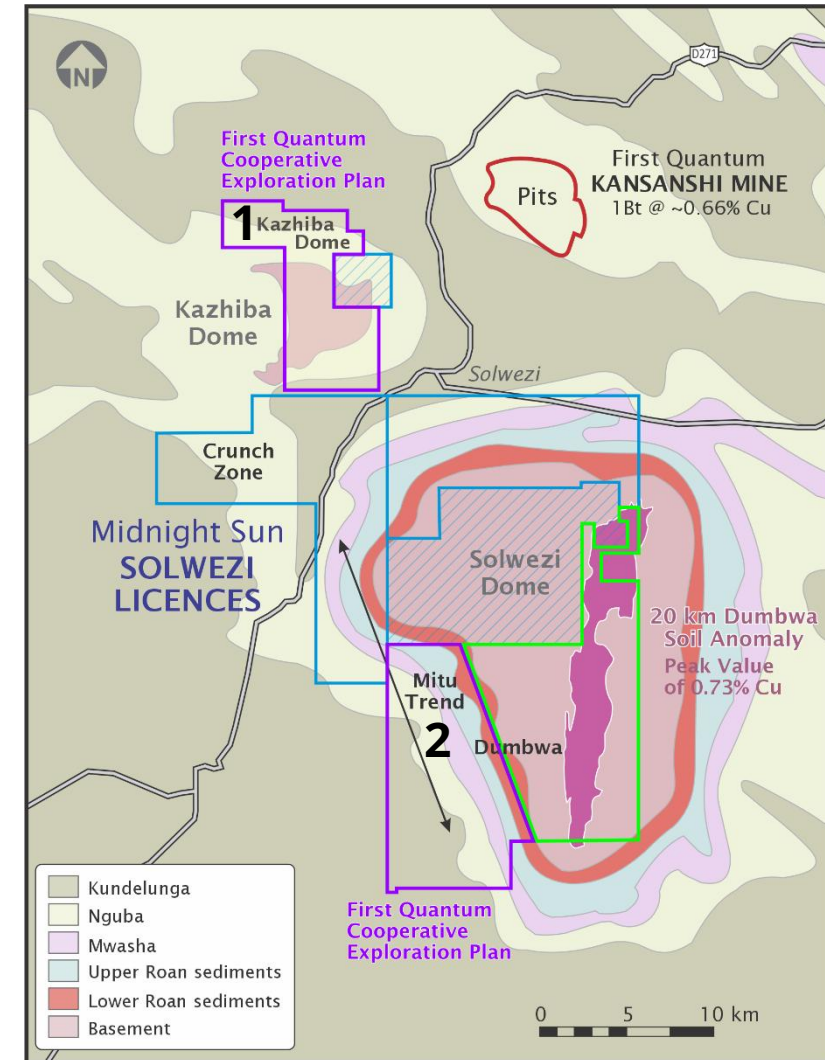 N
D271
First Quantum
Cooperative
Exploration Plan
1
Kazhiba
Dome
Pits
First Quantum
KANSANSHI MINE
1Bt @ ~0.66% Cu
Kazhiba
Dome
Solwezi
Crunch
Zone
Midnight Sun
SOLWEZI
LICENCES
Solwezi
Dome
20 km Dumbwa
Soil Anomaly
Peak Value
of 0.73% Cu
Mitu
Trend
2
Dumbwa
Kundelunga
Nguba
Mwasha
Upper Roan sediments
Lower Roan sediments
Basement
First Quantum
Cooperative
Exploration Plan
0 5 10 km